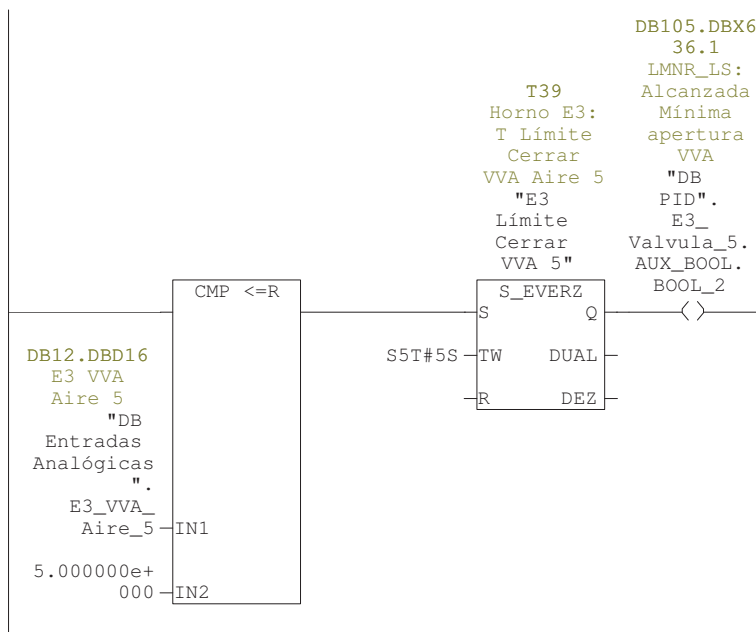 DB105.DBX6
36.1
LMNR_LS:
Alcanzada
Mínima
apertura
VVA
"DB
PID".
E3_
Valvula_5.
AUX_BOOL.
BOOL_2
T39
Horno E3:
T Límite
Cerrar
VVA Aire 5
"E3
Límite
Cerrar
VVA 5"
CMP <=R
S_EVERZ
S
Q
S5T#5S
TW
DUAL
R
DEZ
DB12.DBD16
E3 VVA
Aire 5
"DB
Entradas
Analógicas
".
E3_VVA_
Aire_5
IN1
5.000000e+
000
IN2